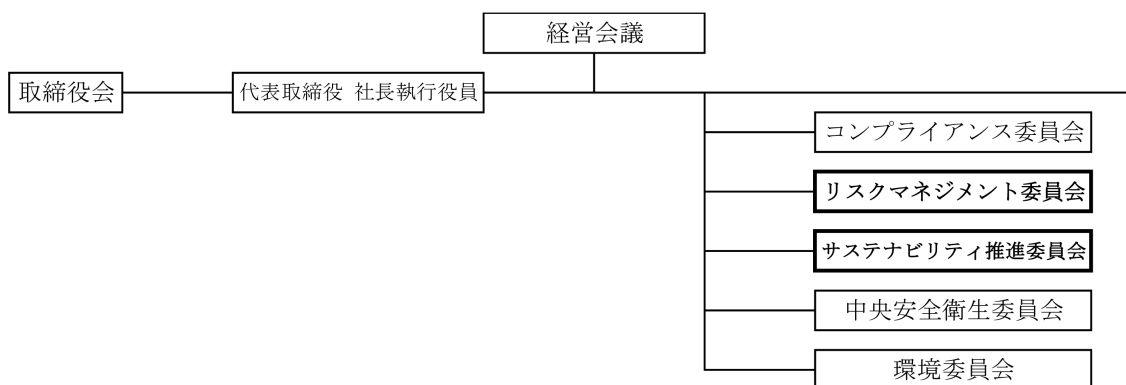 経営会議
取締役会
代表取締役 社長執行役員
コンプライアンス委員会
リスクマネジメント委員会
サステナビリティ推進委員会
中央安全衛生委員会
環境委員会